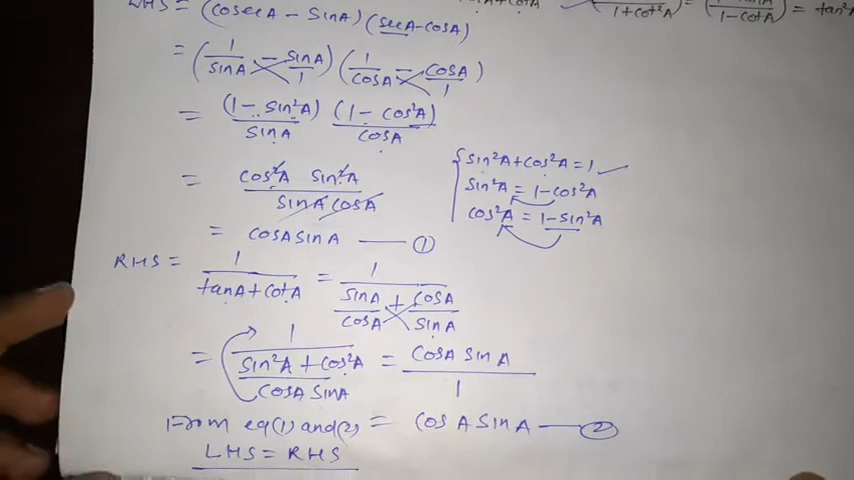 LHS = (cosecA - SinA) (secA - cosA)
= (1/sinA - sinA/1) (1/cosA - cosA/1)
= (1 - sin²A)/sinA (1 - cos²A)/cosA
= cos²A sin²A / sinA cosA
= cosA sinA —— ①
{sin²A + cos²A = 1
sin²A = 1 - cos²A
cos²A = 1 - sin²A
RHS = 1/(tanA + cotA) = 1/(sinA/cosA + cosA/sinA)
= 1/((sin²A + cos²A)/(cosA sinA)) = cosA sinA/1
From eq(1) and(2) = cosA sinA —— ②
LHS = RHS